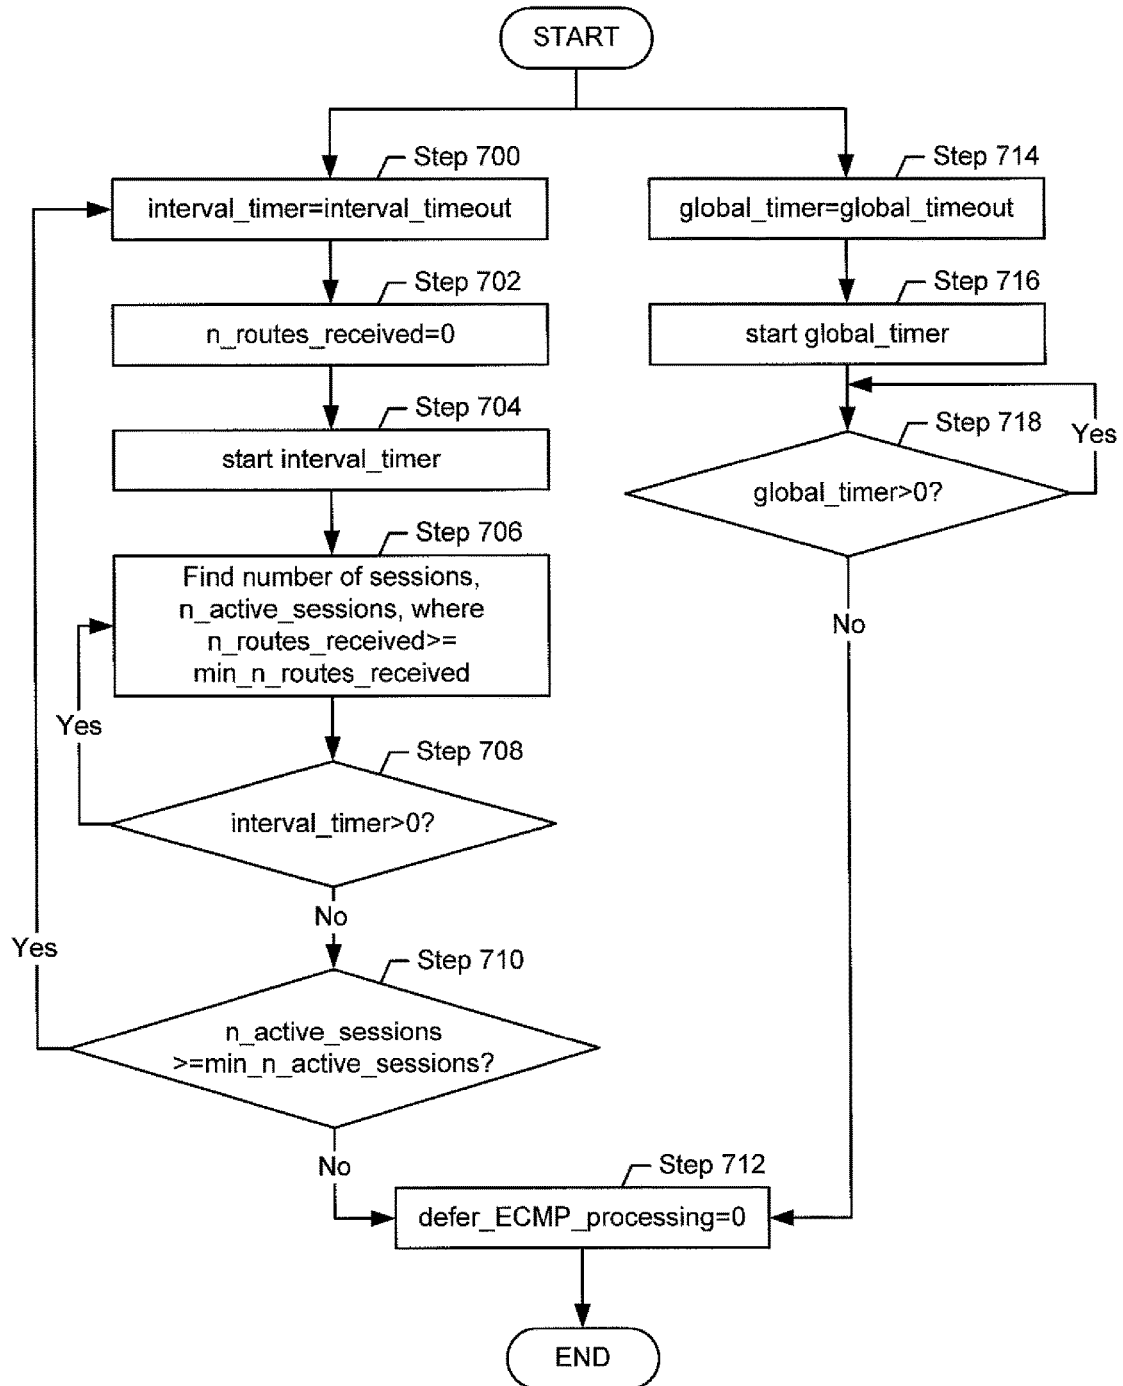 START
Step 700
interval_timer=interval_timeout
Step 702
n_routes_received=0
Step 704
start interval_timer
Step 706
Find number of sessions,
n_active_sessions, where
n_routes_received>=
min_n_routes_received
Yes
Step 708
interval_timer>0?
No
Yes
Step 710
n_active_sessions
>=min_n_active_sessions?
No
Step 714
global_timer=global_timeout
Step 716
start global_timer
Step 718
Yes
global_timer>0?
No
Step 712
defer_ECMP_processing=0
END